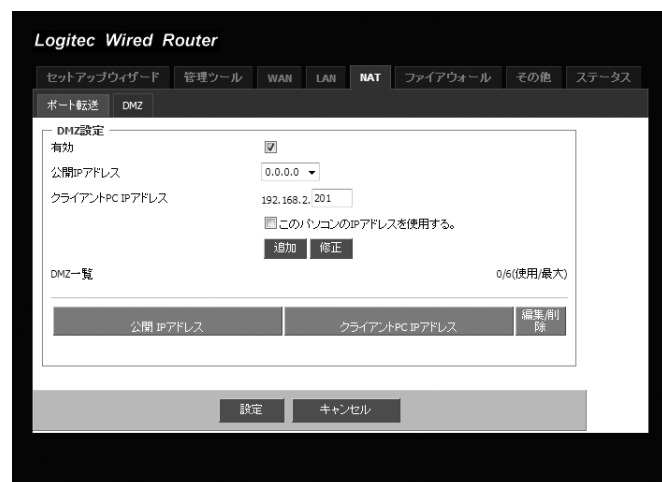 Logitec Wired Router
セットアップウィザード 管理ツール WAN LAN NAT ファイアウォール その他 ステータス
ポート転送 DMZ
DMZ設定
有効
公開IPアドレス 0.0.0.0
クライアントPC IPアドレス 192.168.2. 201
このパソコンのIPアドレスを使用する。
追加 修正
DMZ一覧 0/6(使用/最大)
公開 IPアドレス クライアントPC IPアドレス 編集/削
除
設定 キャンセル